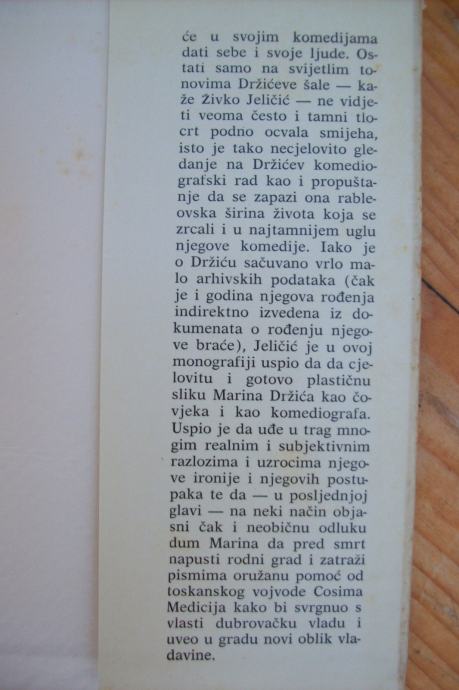 će u svojim komedijama
dati sebe i svoje ljude. Os-
tati samo na svijetlim to-
novima Držićeve šale — ka-
že Živko Jeličić — ne vidje-
ti veoma često i tamni tlo-
crt podno ocvala smijeha,
isto je tako necjelovito gle-
danje na Držićev komedio-
grafski rad kao i propušta-
nje da se zapazi ona rable-
ovska širina života koja se
zrcali i u najtamnijem uglu
njegove komedije. Iako je
o Držiću sačuvano vrlo ma-
lo arhivskih podataka (čak
je i godina njegova rođenja
indirektno izvedena iz do-
kumenata o rođenju njego-
ve braće), Jeličić je u ovoj
monografiji uspio da da cje-
lovitu i gotovo plastičnu
sliku Marina Držića kao čo-
vjeka i kao komediografa.
Uspio je da uđe u trag mno-
gim realnim i subjektivnim
razlozima i uzrocima njego-
ve ironije i njegovih postu-
paka te da — u posljednjoj
glavi — na neki način obja-
sni čak i neobičnu odluku
dum Marina da pred smrt
napusti rodni grad i zatraži
pismima oružanu pomoć od
toskanskog vojvode Cosima
Medicija kako bi svrgnuo s
vlasti dubrovačku vladu i
uveo u gradu novi oblik vla-
davine.